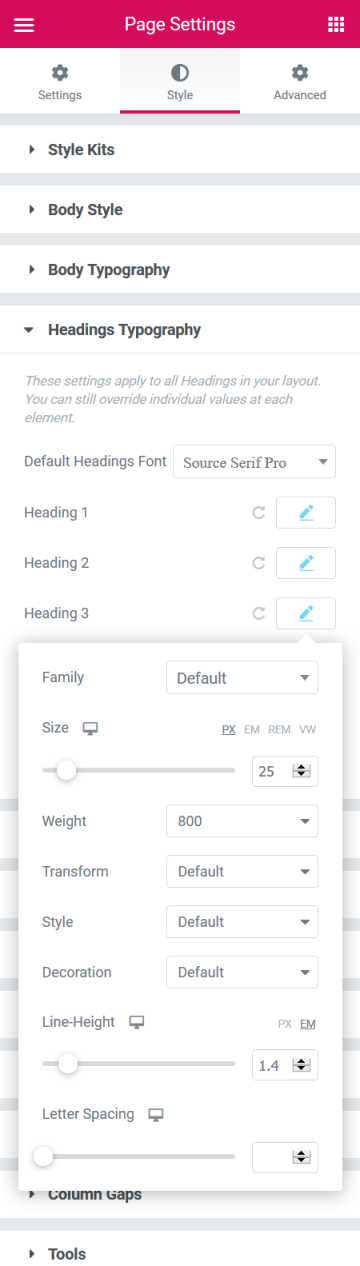 Page Settings
Settings
Style
Advanced
Style Kits
Body Style
Body Typography
Headings Typography
These settings apply to all Headings in your layout.
You can still override individual values at each
element.
Default Headings Font Source Serif Pro
Heading 1
Heading 2
Heading 3
Family Default
Size PX EM REM VW
25
Weight 800
Transform Default
Style Default
Decoration Default
Line-Height PX EM
1.4
Letter Spacing
Column Gaps
Tools